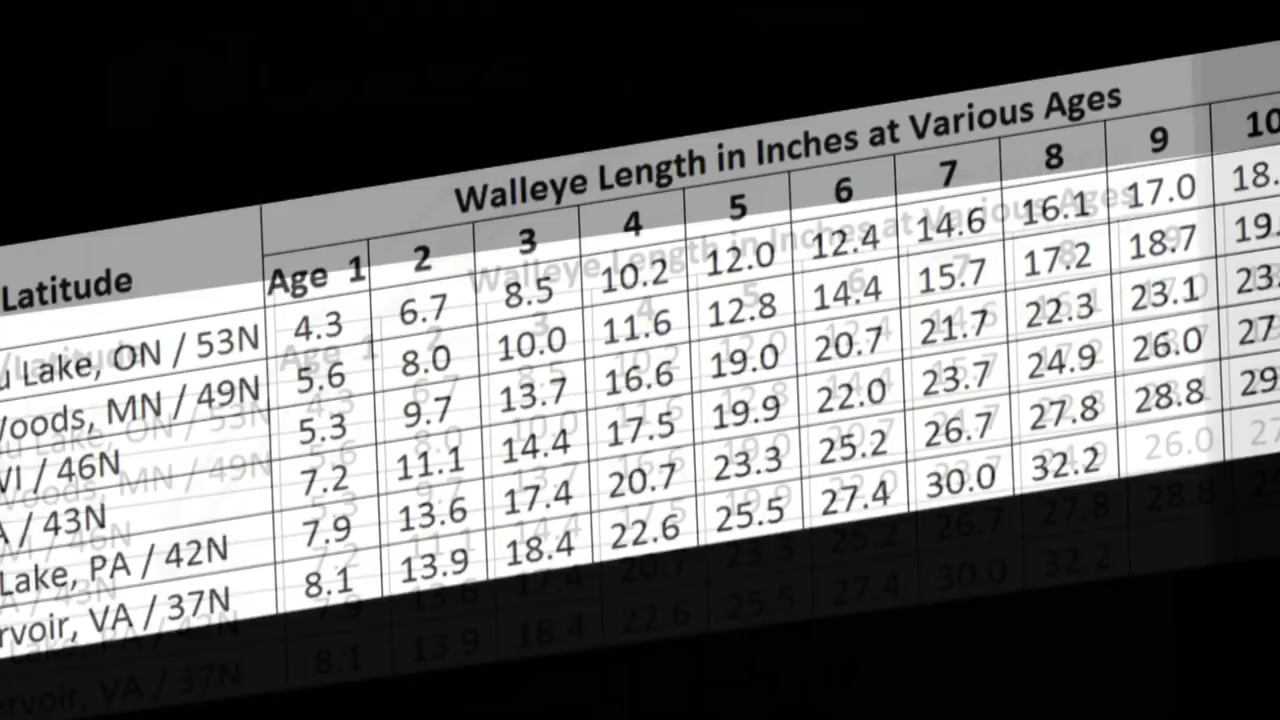 Walleye Length in Inches at Various Ages
Latitude Age 1 2 3 4 5 6 7 8 9 10
Lake, ON / 53N 4.3 6.7 8.5 10.2 12.0 12.4 14.6 16.1 17.0 18.
oods, MN / 49N 5.6 8.0 10.0 11.6 12.8 14.4 15.7 17.2 18.7 19.
WI / 46N 5.3 9.7 13.7 16.6 19.0 20.7 21.7 22.3 23.1 23.
A / 43N 7.2 11.1 14.4 17.5 19.9 22.0 23.7 24.9 26.0 27
Lake, PA / 42N 7.9 13.6 17.4 20.7 23.3 25.2 26.7 27.8 28.8 29
rvoir, VA / 37N 8.1 13.9 18.4 22.6 25.5 27.4 30.0 32.2